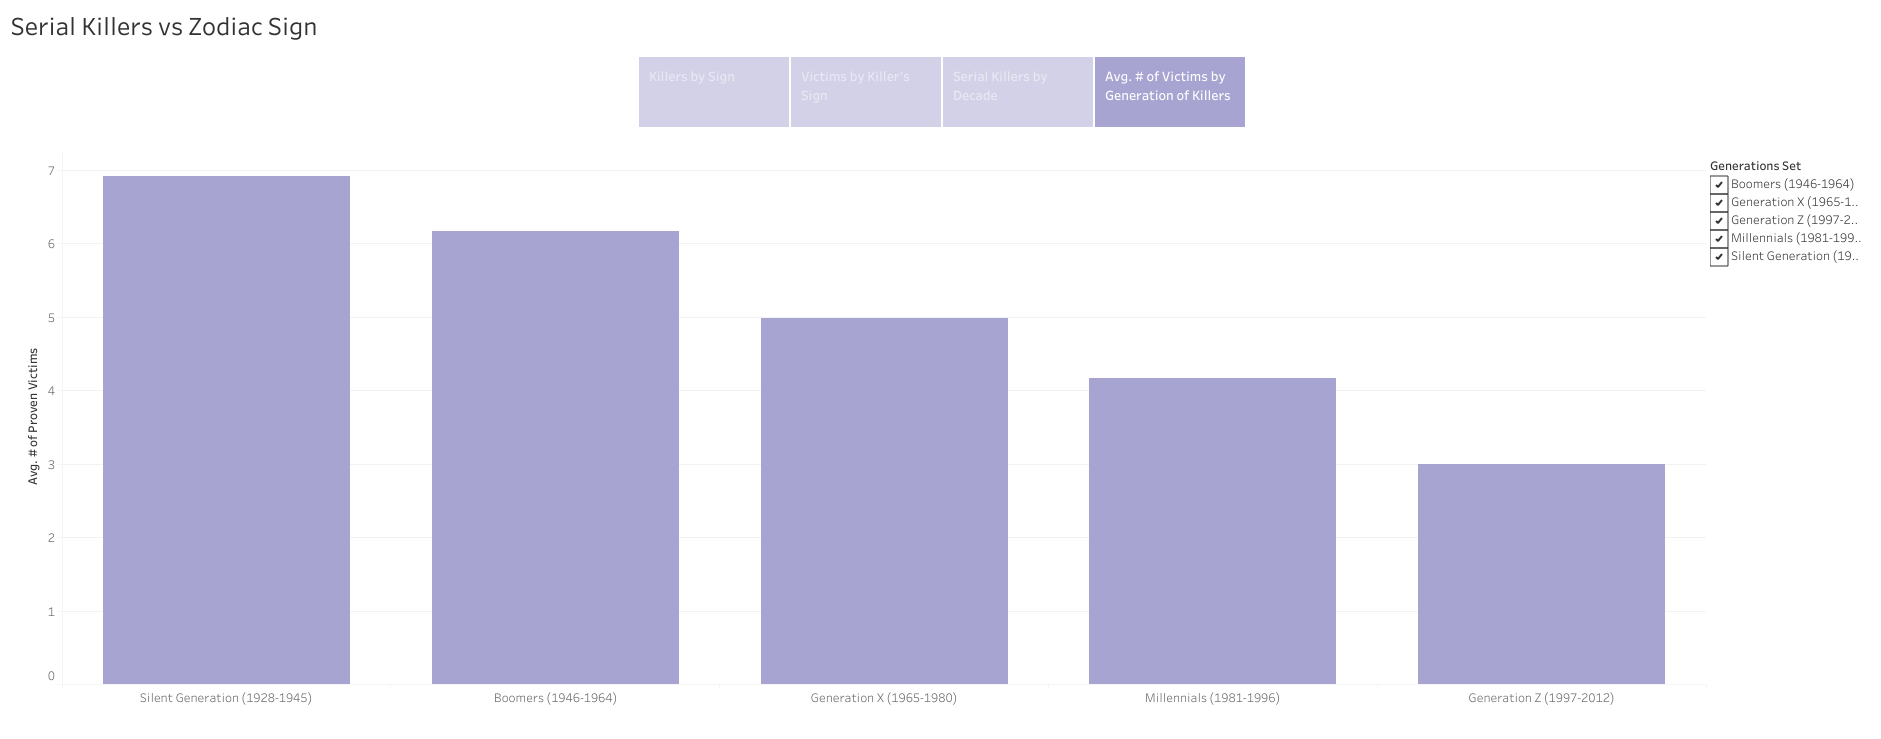 Serial Killers vs Zodiac Sign
Killers by Sign
Victims by Killer's
Sign
Serial Killers by
Decade
Avg. # of Victims by
Generation of Killers
Generations Set
Boomers (1946-1964)
Generation X (1965-1..
Generation Z (1997-2..
Millennials (1981-199..
Silent Generation (19..
Avg. # of Proven Victims
7
6
5
4
3
2
1
0
Silent Generation (1928-1945)
Boomers (1946-1964)
Generation X (1965-1980)
Millennials (1981-1996)
Generation Z (1997-2012)